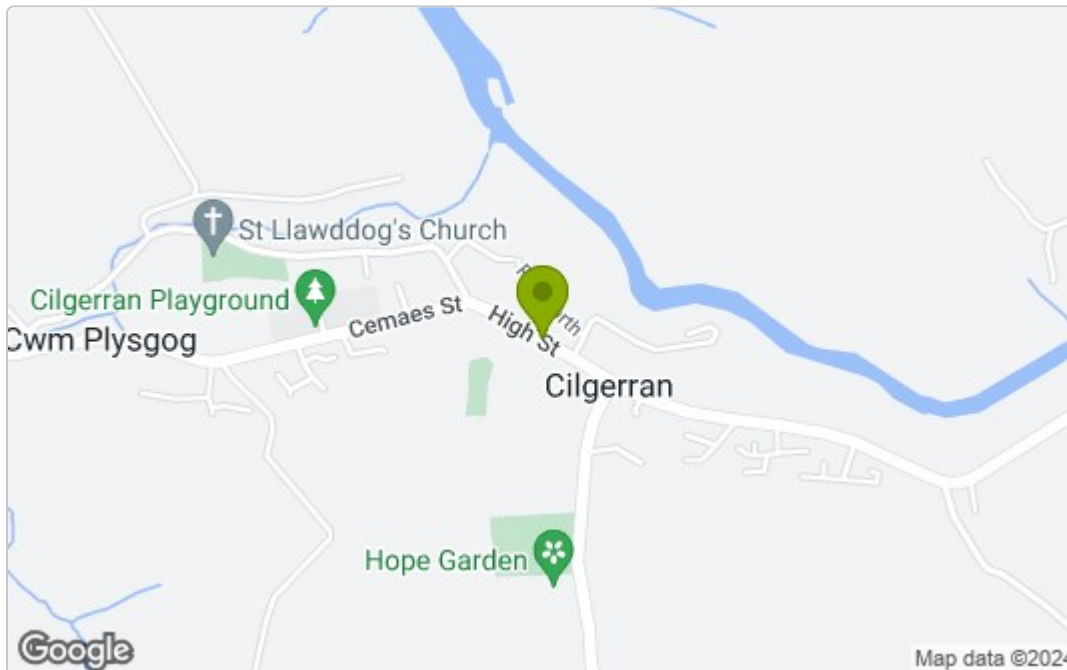 St Llawddog's Church
Cilgerran Playground
Cemaes St
High St
Cwm Plysgog
Cilgerran
Hope Garden
Google
Map data ©2024